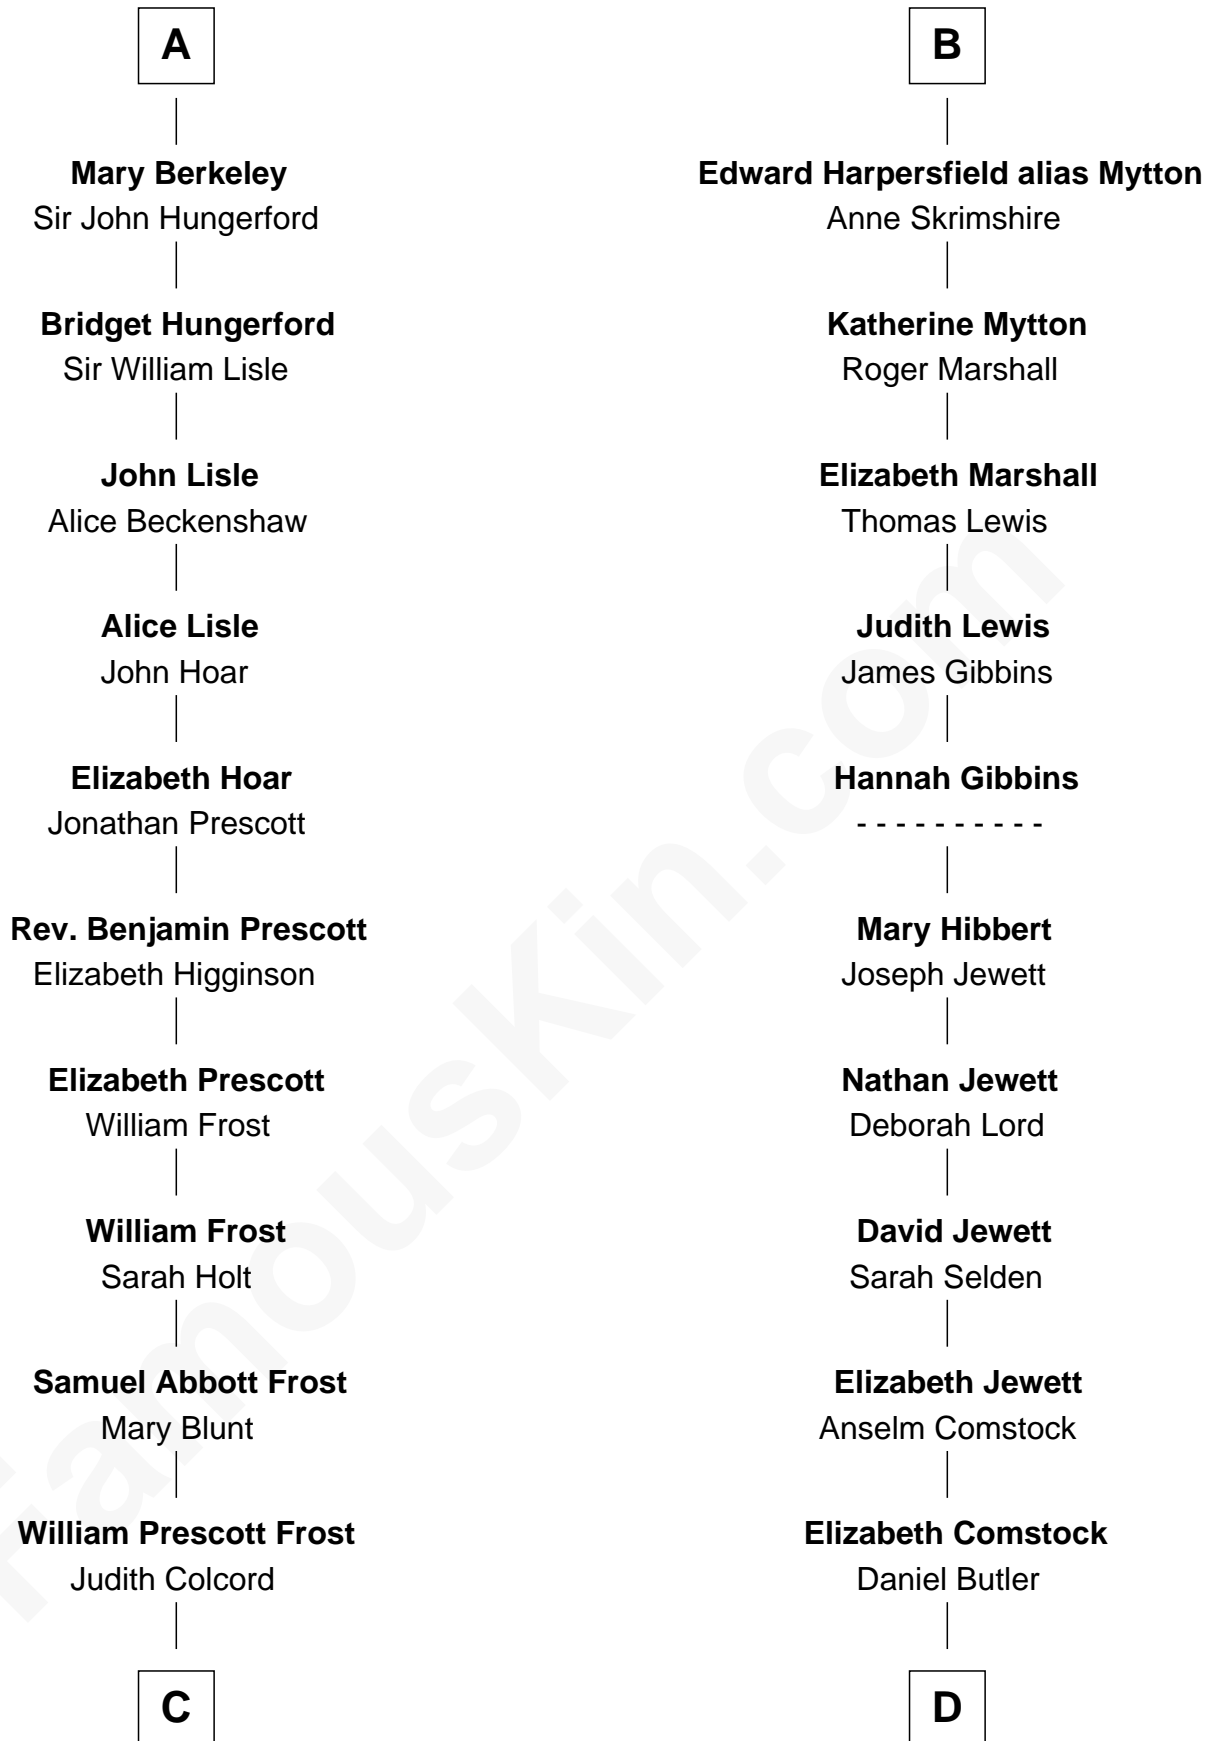 A
Mary Berkeley
Sir John Hungerford
Bridget Hungerford
Sir William Lisle
John Lisle
Alice Beckenshaw
Alice Lisle
John Hoar
Elizabeth Hoar
Jonathan Prescott
Rev. Benjamin Prescott
Elizabeth Higginson
Elizabeth Prescott
William Frost
William Frost
Sarah Holt
Samuel Abbott Frost
Mary Blunt
William Prescott Frost
Judith Colcord
C
B
Edward Harpersfield alias Mytton
Anne Skrimshire
Katherine Mytton
Roger Marshall
Elizabeth Marshall
Thomas Lewis
Judith Lewis
James Gibbins
Hannah Gibbins
- - - - - - - - - -
Mary Hibbert
Joseph Jewett
Nathan Jewett
Deborah Lord
David Jewett
Sarah Selden
Elizabeth Jewett
Anselm Comstock
Elizabeth Comstock
Daniel Butler
D
FamousKin.com